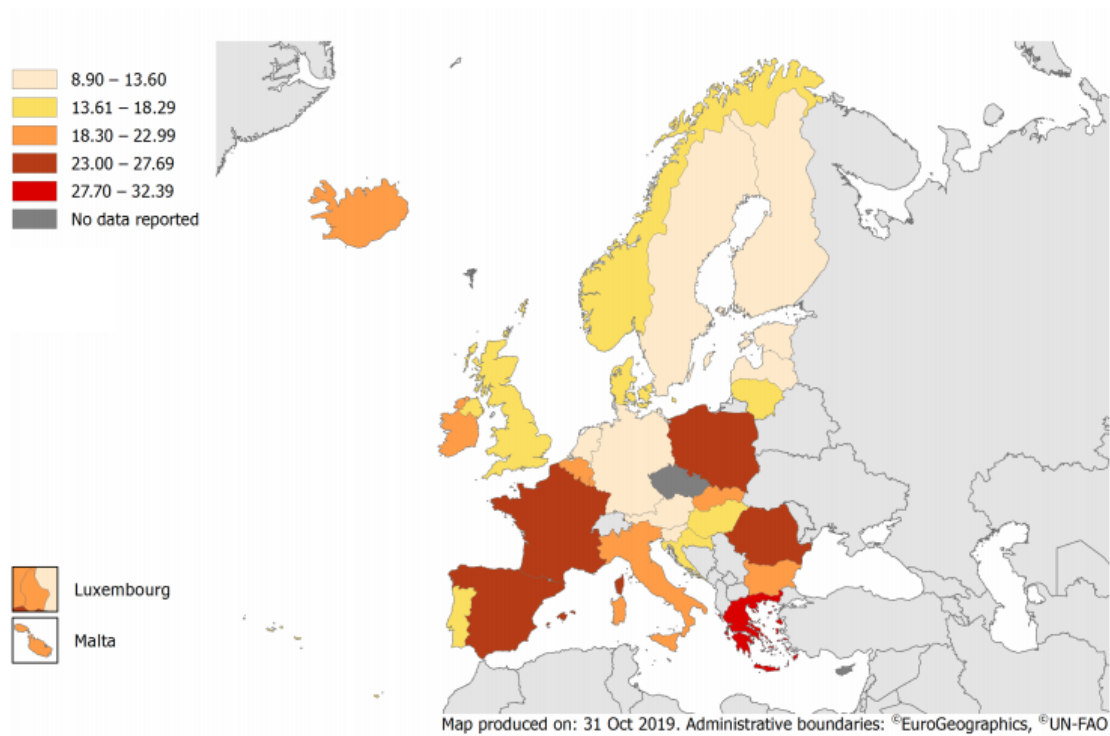 8.90 – 13.60
13.61 – 18.29
18.30 – 22.99
23.00 – 27.69
27.70 – 32.39
No data reported
Luxembourg
Malta
Map produced on: 31 Oct 2019. Administrative boundaries: ©EuroGeographics, ©UN-FAO